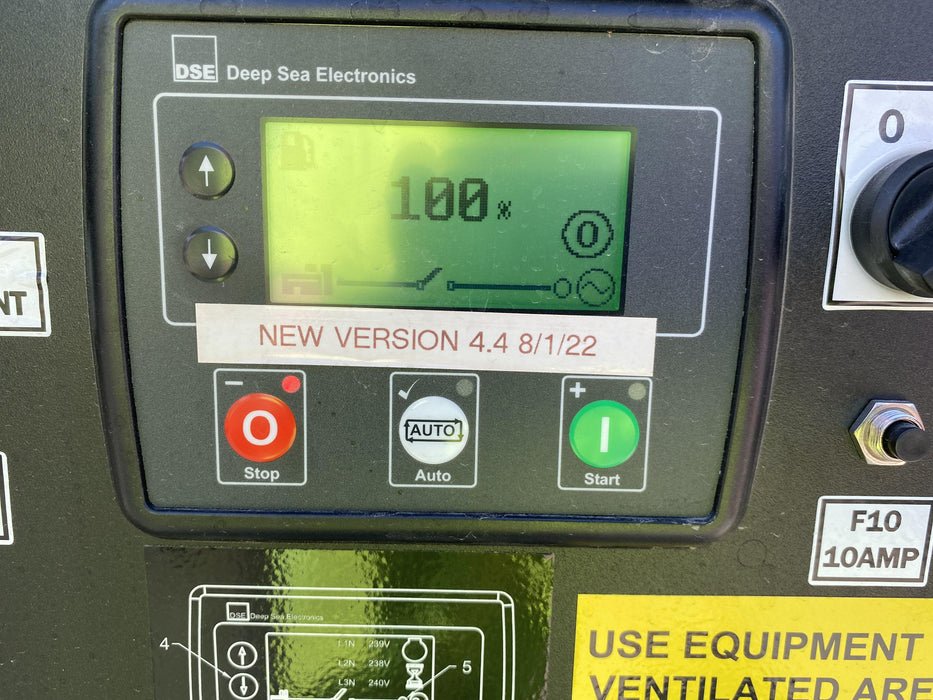 DSE Deep Sea Electronics
0
100%
0
NT
NEW VERSION 4.4 8/1/22
O
AUTO
I
Stop
Auto
Start
F10
10AMP
DSE Deep Sea Electronics
L1N 239V
4
L2N 238V
5
L3N 240V
USE EQUIPMENT
VENTILATED ARE